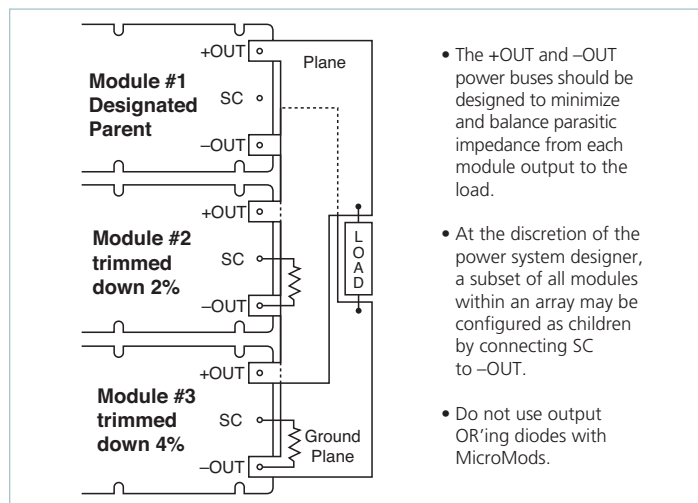 +OUT
Plane
Module #1
Designated
Parent
SC
–OUT
+OUT
Module #2
trimmed
down 2%
SC
–OUT
LOAD
+OUT
Module #3
trimmed
down 4%
SC
Ground
Plane
–OUT
• The +OUT and –OUT
power buses should be
designed to minimize
and balance parasitic
impedance from each
module output to the
load.
• At the discretion of the
power system designer,
a subset of all modules
within an array may be
configured as children
by connecting SC
to –OUT.
• Do not use output
OR'ing diodes with
MicroMods.